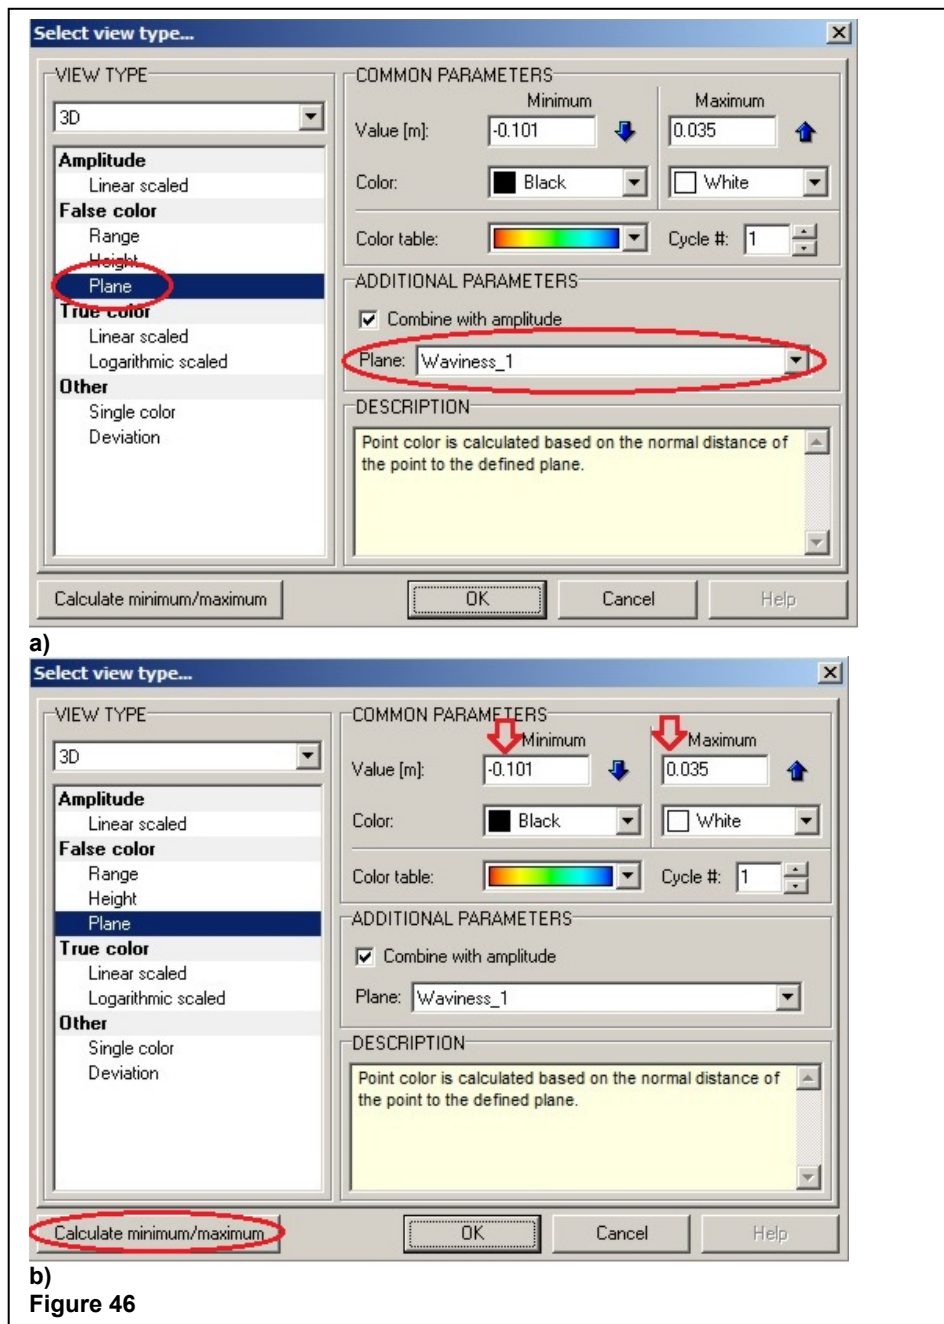 Select view type...
VIEW TYPE
3D
Amplitude
Linear scaled
False color
Range
Height
Plane
True color
Linear scaled
Logarithmic scaled
Other
Single color
Deviation
COMMON PARAMETERS
Minimum Maximum
Value [m]: -0.101 0.035
Color: Black White
Color table: Cycle #: 1
ADDITIONAL PARAMETERS
Combine with amplitude
Plane: Waviness_1
DESCRIPTION
Point color is calculated based on the normal distance of
the point to the defined plane.
Calculate minimum/maximum OK Cancel Help
a)
Select view type...
VIEW TYPE
3D
Amplitude
Linear scaled
False color
Range
Height
Plane
True color
Linear scaled
Logarithmic scaled
Other
Single color
Deviation
COMMON PARAMETERS
Minimum Maximum
Value [m]: -0.101 0.035
Color: Black White
Color table: Cycle #: 1
ADDITIONAL PARAMETERS
Combine with amplitude
Plane: Waviness_1
DESCRIPTION
Point color is calculated based on the normal distance of
the point to the defined plane.
Calculate minimum/maximum OK Cancel Help
b)
Figure 46